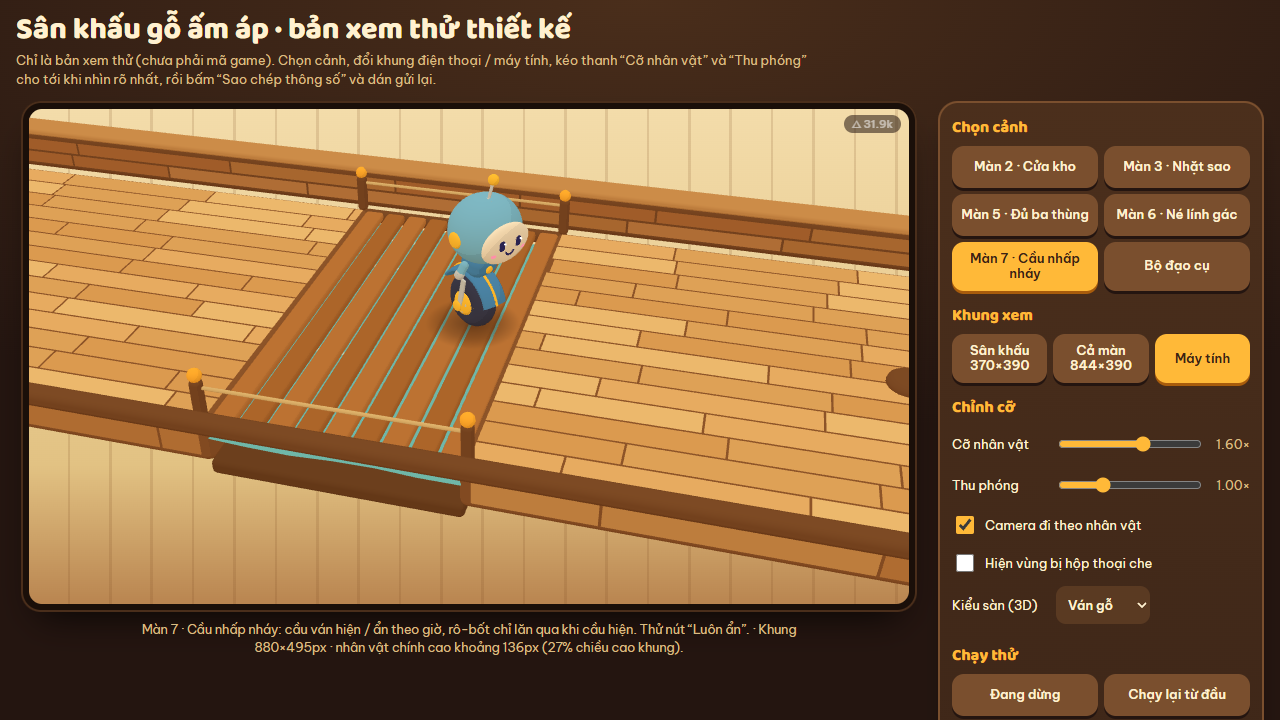 Sân khấu gỗ ấm áp · bản xem thử thiết kế
Chỉ là bản xem thử (chưa phải mã game). Chọn cảnh, đổi khung điện thoại / máy tính, kéo thanh “Cỡ nhân vật” và “Thu phóng”
cho tới khi nhìn rõ nhất, rồi bấm “Sao chép thông số” và dán gửi lại.
△ 31.9k
Màn 7 · Cầu nhấp nháy: cầu ván hiện / ẩn theo giờ, rô-bốt chỉ lăn qua khi cầu hiện. Thử nút “Luôn ẩn”. · Khung
880×495px · nhân vật chính cao khoảng 136px (27% chiều cao khung).
Chọn cảnh
Màn 2 · Cửa kho
Màn 3 · Nhặt sao
Màn 5 · Đủ ba thùng
Màn 6 · Né lính gác
Màn 7 · Cầu nhấp
nháy
Bộ đạo cụ
Khung xem
Sân khấu
370×390
Cả màn
844×390
Máy tính
Chỉnh cỡ
Cỡ nhân vật
1.60×
Thu phóng
1.00×
Camera đi theo nhân vật
Hiện vùng bị hộp thoại che
Kiểu sàn (3D)
Ván gỗ
Chạy thử
Đang dừng
Chạy lại từ đầu